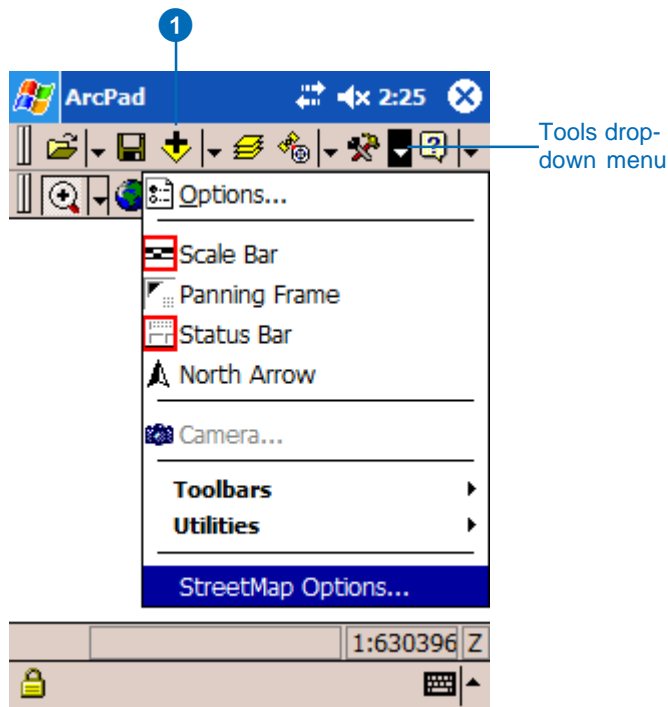 1
ArcPad 2:25
Tools drop-
down menu
Options...
Scale Bar
Panning Frame
Status Bar
North Arrow
Camera...
Toolbars
Utilities
StreetMap Options...
1:630396 Z